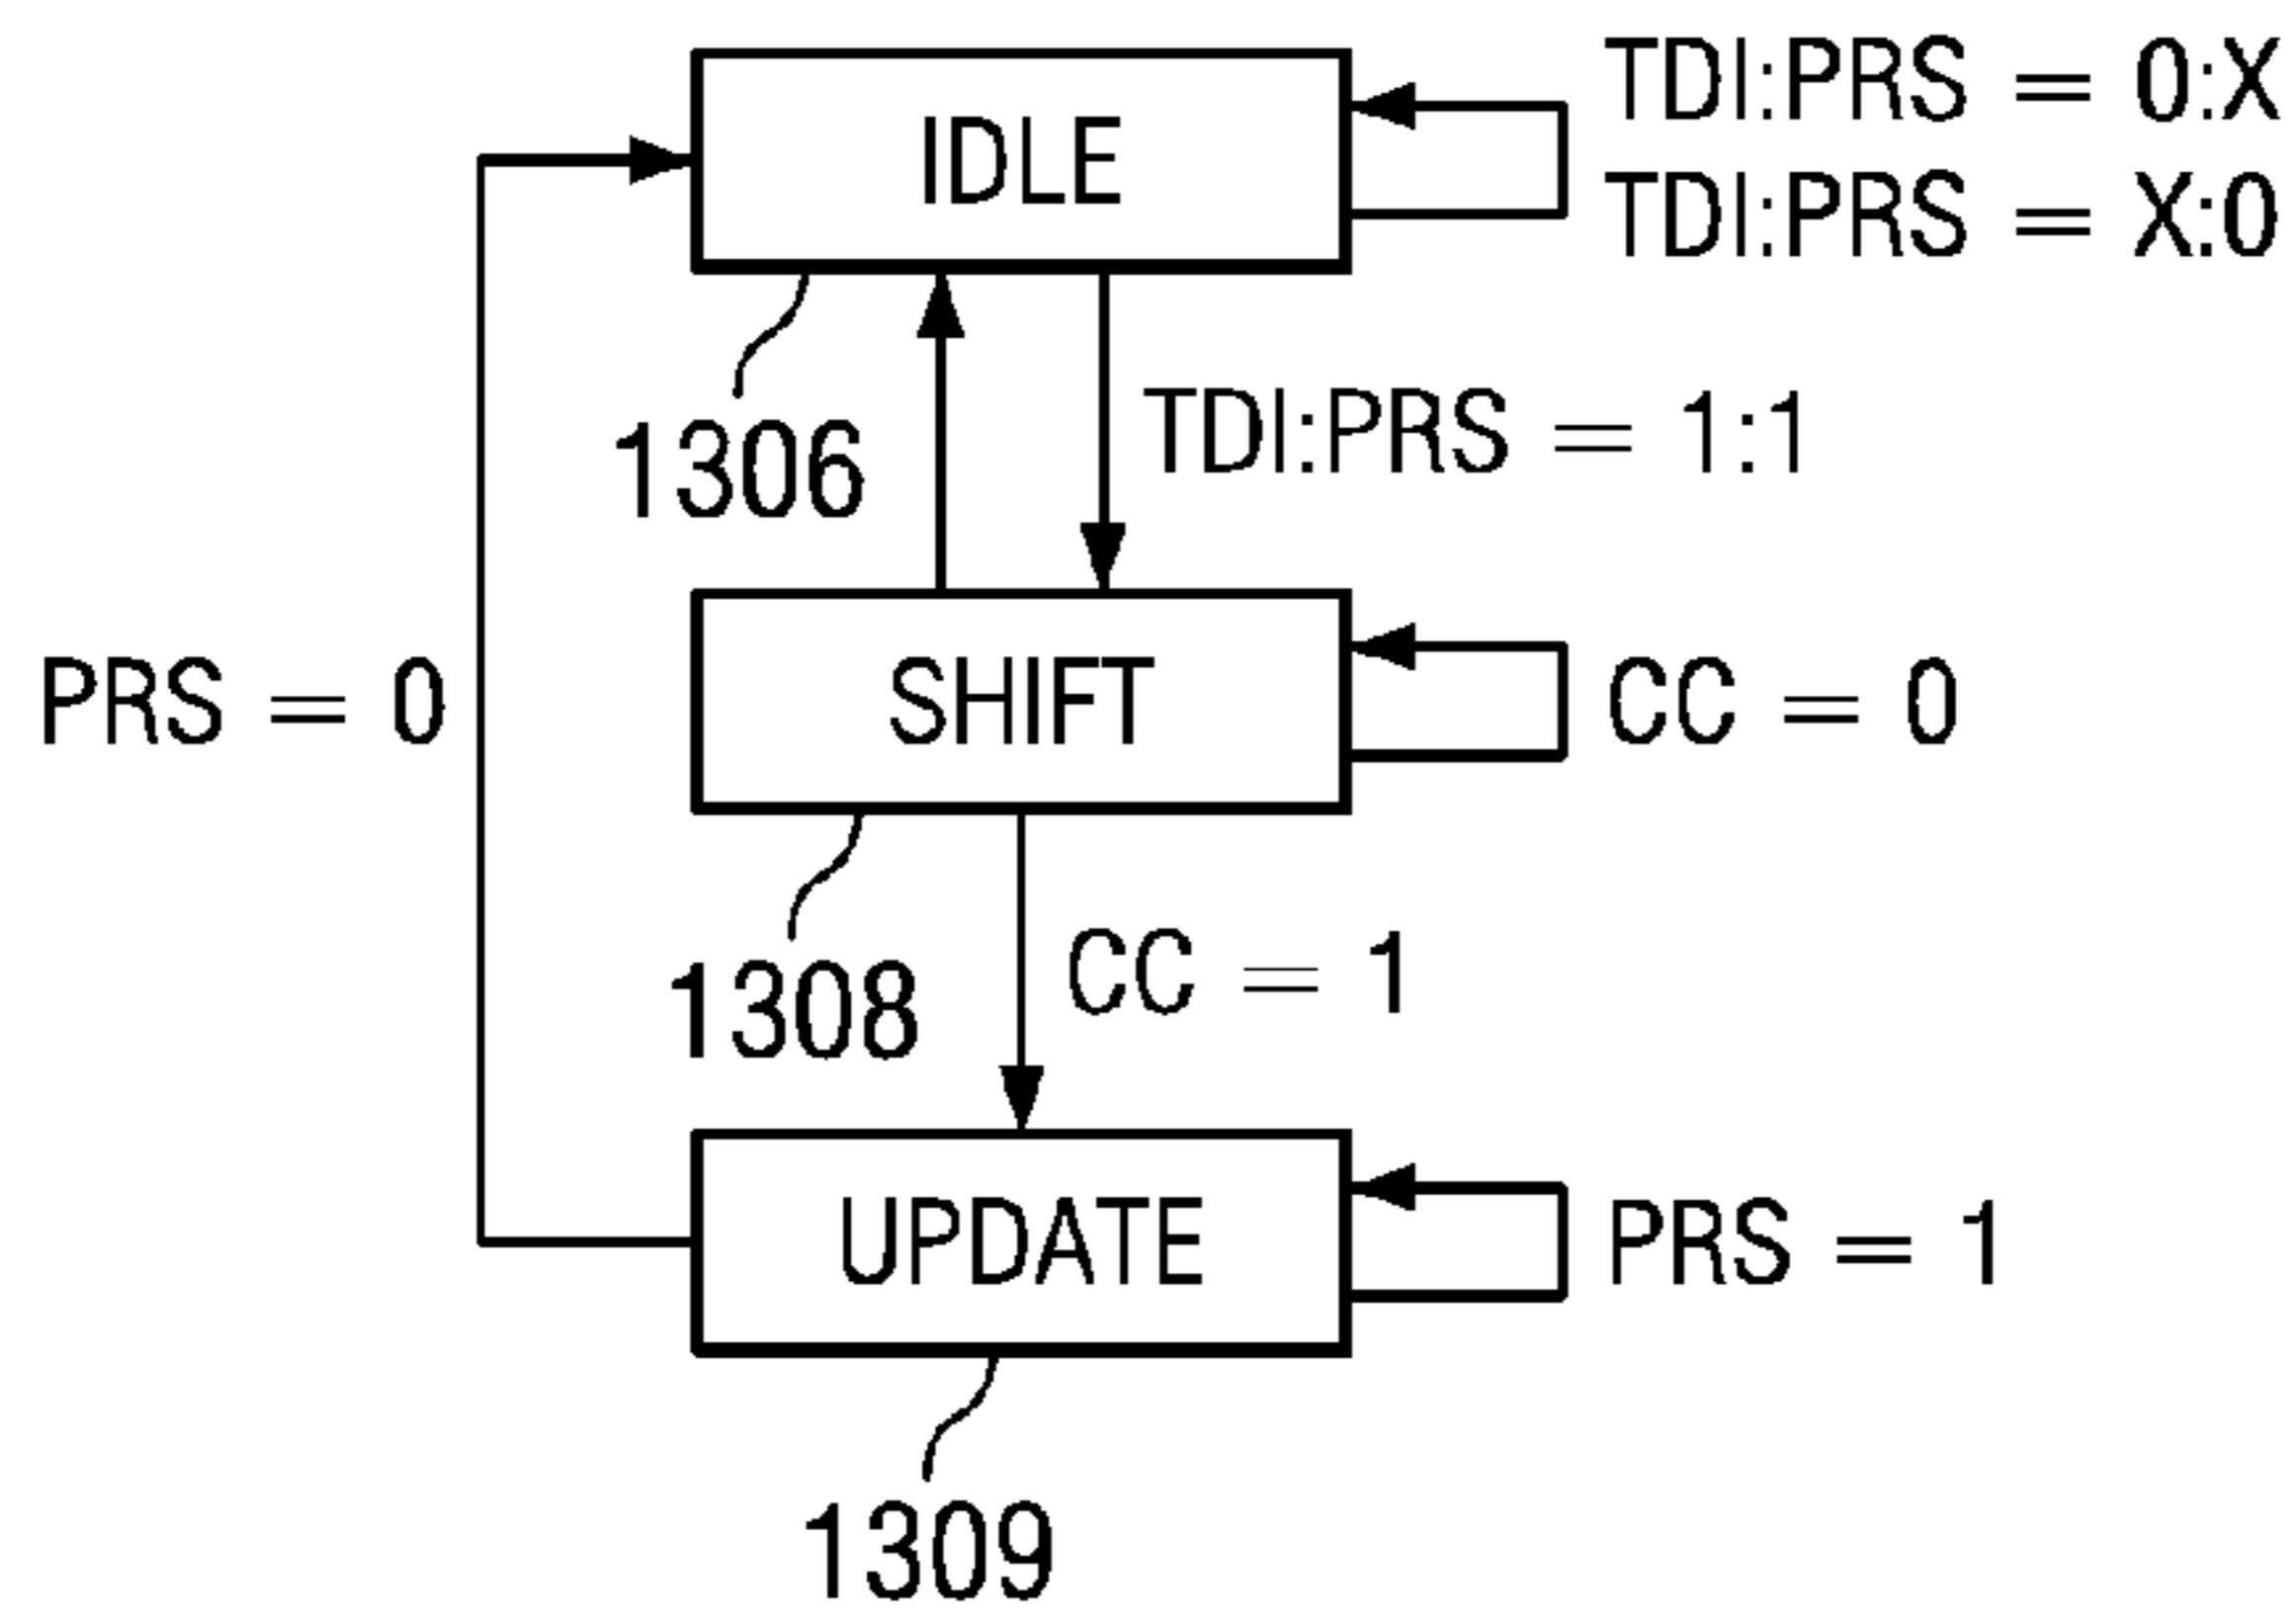 IDLE
TDI:PRS = 0:X
TDI:PRS = X:0
1306
TDI:PRS = 1:1
PRS = 0
SHIFT
CC = 0
1308
CC = 1
UPDATE
PRS = 1
1309